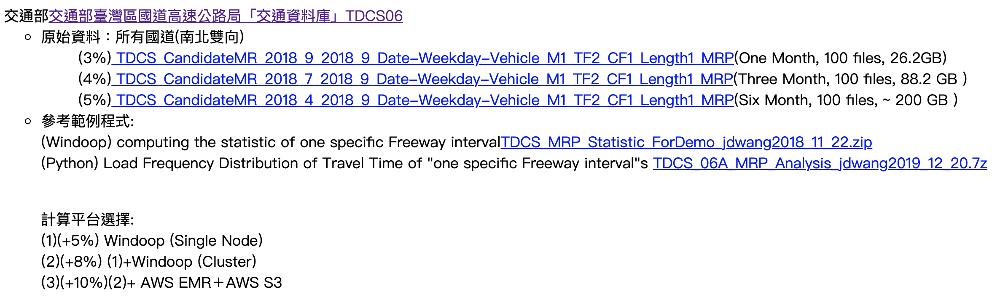 交通部交通部臺灣區國道高速公路局「交通資料庫」TDCS06
原始資料：所有國道(南北雙向)
(3%) TDCS_CandidateMR_2018_9_2018_9_Date-Weekday-Vehicle_M1_TF2_CF1_Length1_MRP(One Month, 100 files, 26.2GB)
(4%) TDCS_CandidateMR_2018_7_2018_9_Date-Weekday-Vehicle_M1_TF2_CF1_Length1_MRP(Three Month, 100 files, 88.2 GB )
(5%) TDCS_CandidateMR_2018_4_2018_9_Date-Weekday-Vehicle_M1_TF2_CF1_Length1_MRP(Six Month, 100 files, ~ 200 GB )
參考範例程式:
(Windoop) computing the statistic of one specific Freeway intervalTDCS_MRP_Statistic_ForDemo_jdwang2018_11_22.zip
(Python) Load Frequency Distribution of Travel Time of "one specific Freeway interval"s TDCS_06A_MRP_Analysis_jdwang2019_12_20.7z
計算平台選擇:
(1)(+5%) Windoop (Single Node)
(2)(+8%) (1)+Windoop (Cluster)
(3)(+10%)(2)+ AWS EMR＋AWS S3